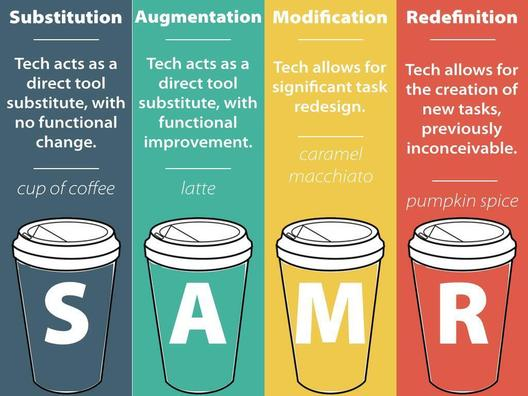 Substitution
Tech acts as a
direct tool
substitute, with
no functional
change.
cup of coffee
S
Augmentation
Tech acts as a
direct tool
substitute, with
functional
improvement.
latte
A
Modification
Tech allows for
significant task
redesign.
caramel
macchiato
M
Redefinition
Tech allows for
the creation of
new tasks,
previously
inconceivable.
pumpkin spice
R